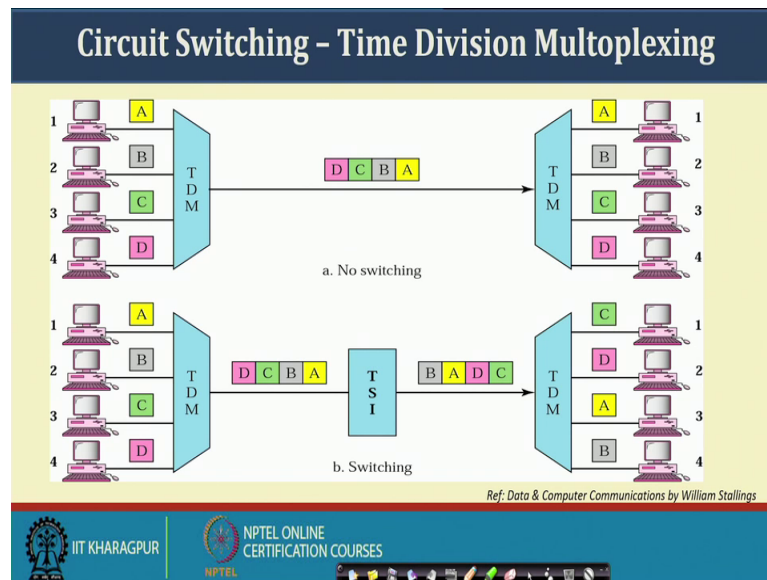 Circuit Switching – Time Division Multoplexing
1 A A 1
2 B B 2
3 C C 3
4 D D 4
T D M
D C B A
T D M
a. No switching
1 A C 1
2 B D 2
3 C A 3
4 D B 4
T D M
D C B A
T S I
B A D C
T D M
b. Switching
Ref: Data & Computer Communications by William Stallings
IIT KHARAGPUR
NPTEL
NPTEL ONLINE
CERTIFICATION COURSES